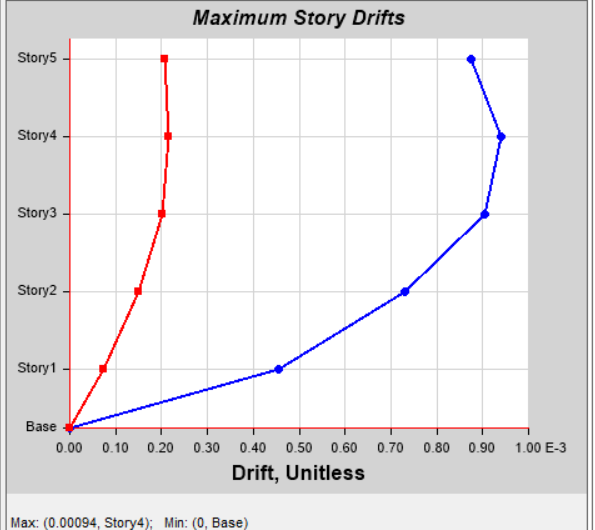 Maximum Story Drifts
Story5
Story4
Story3
Story2
Story1
Base
0.00 0.10 0.20 0.30 0.40 0.50 0.60 0.70 0.80 0.90 1.00 E-3
Drift, Unitless
Max: (0.00094, Story4); Min: (0, Base)